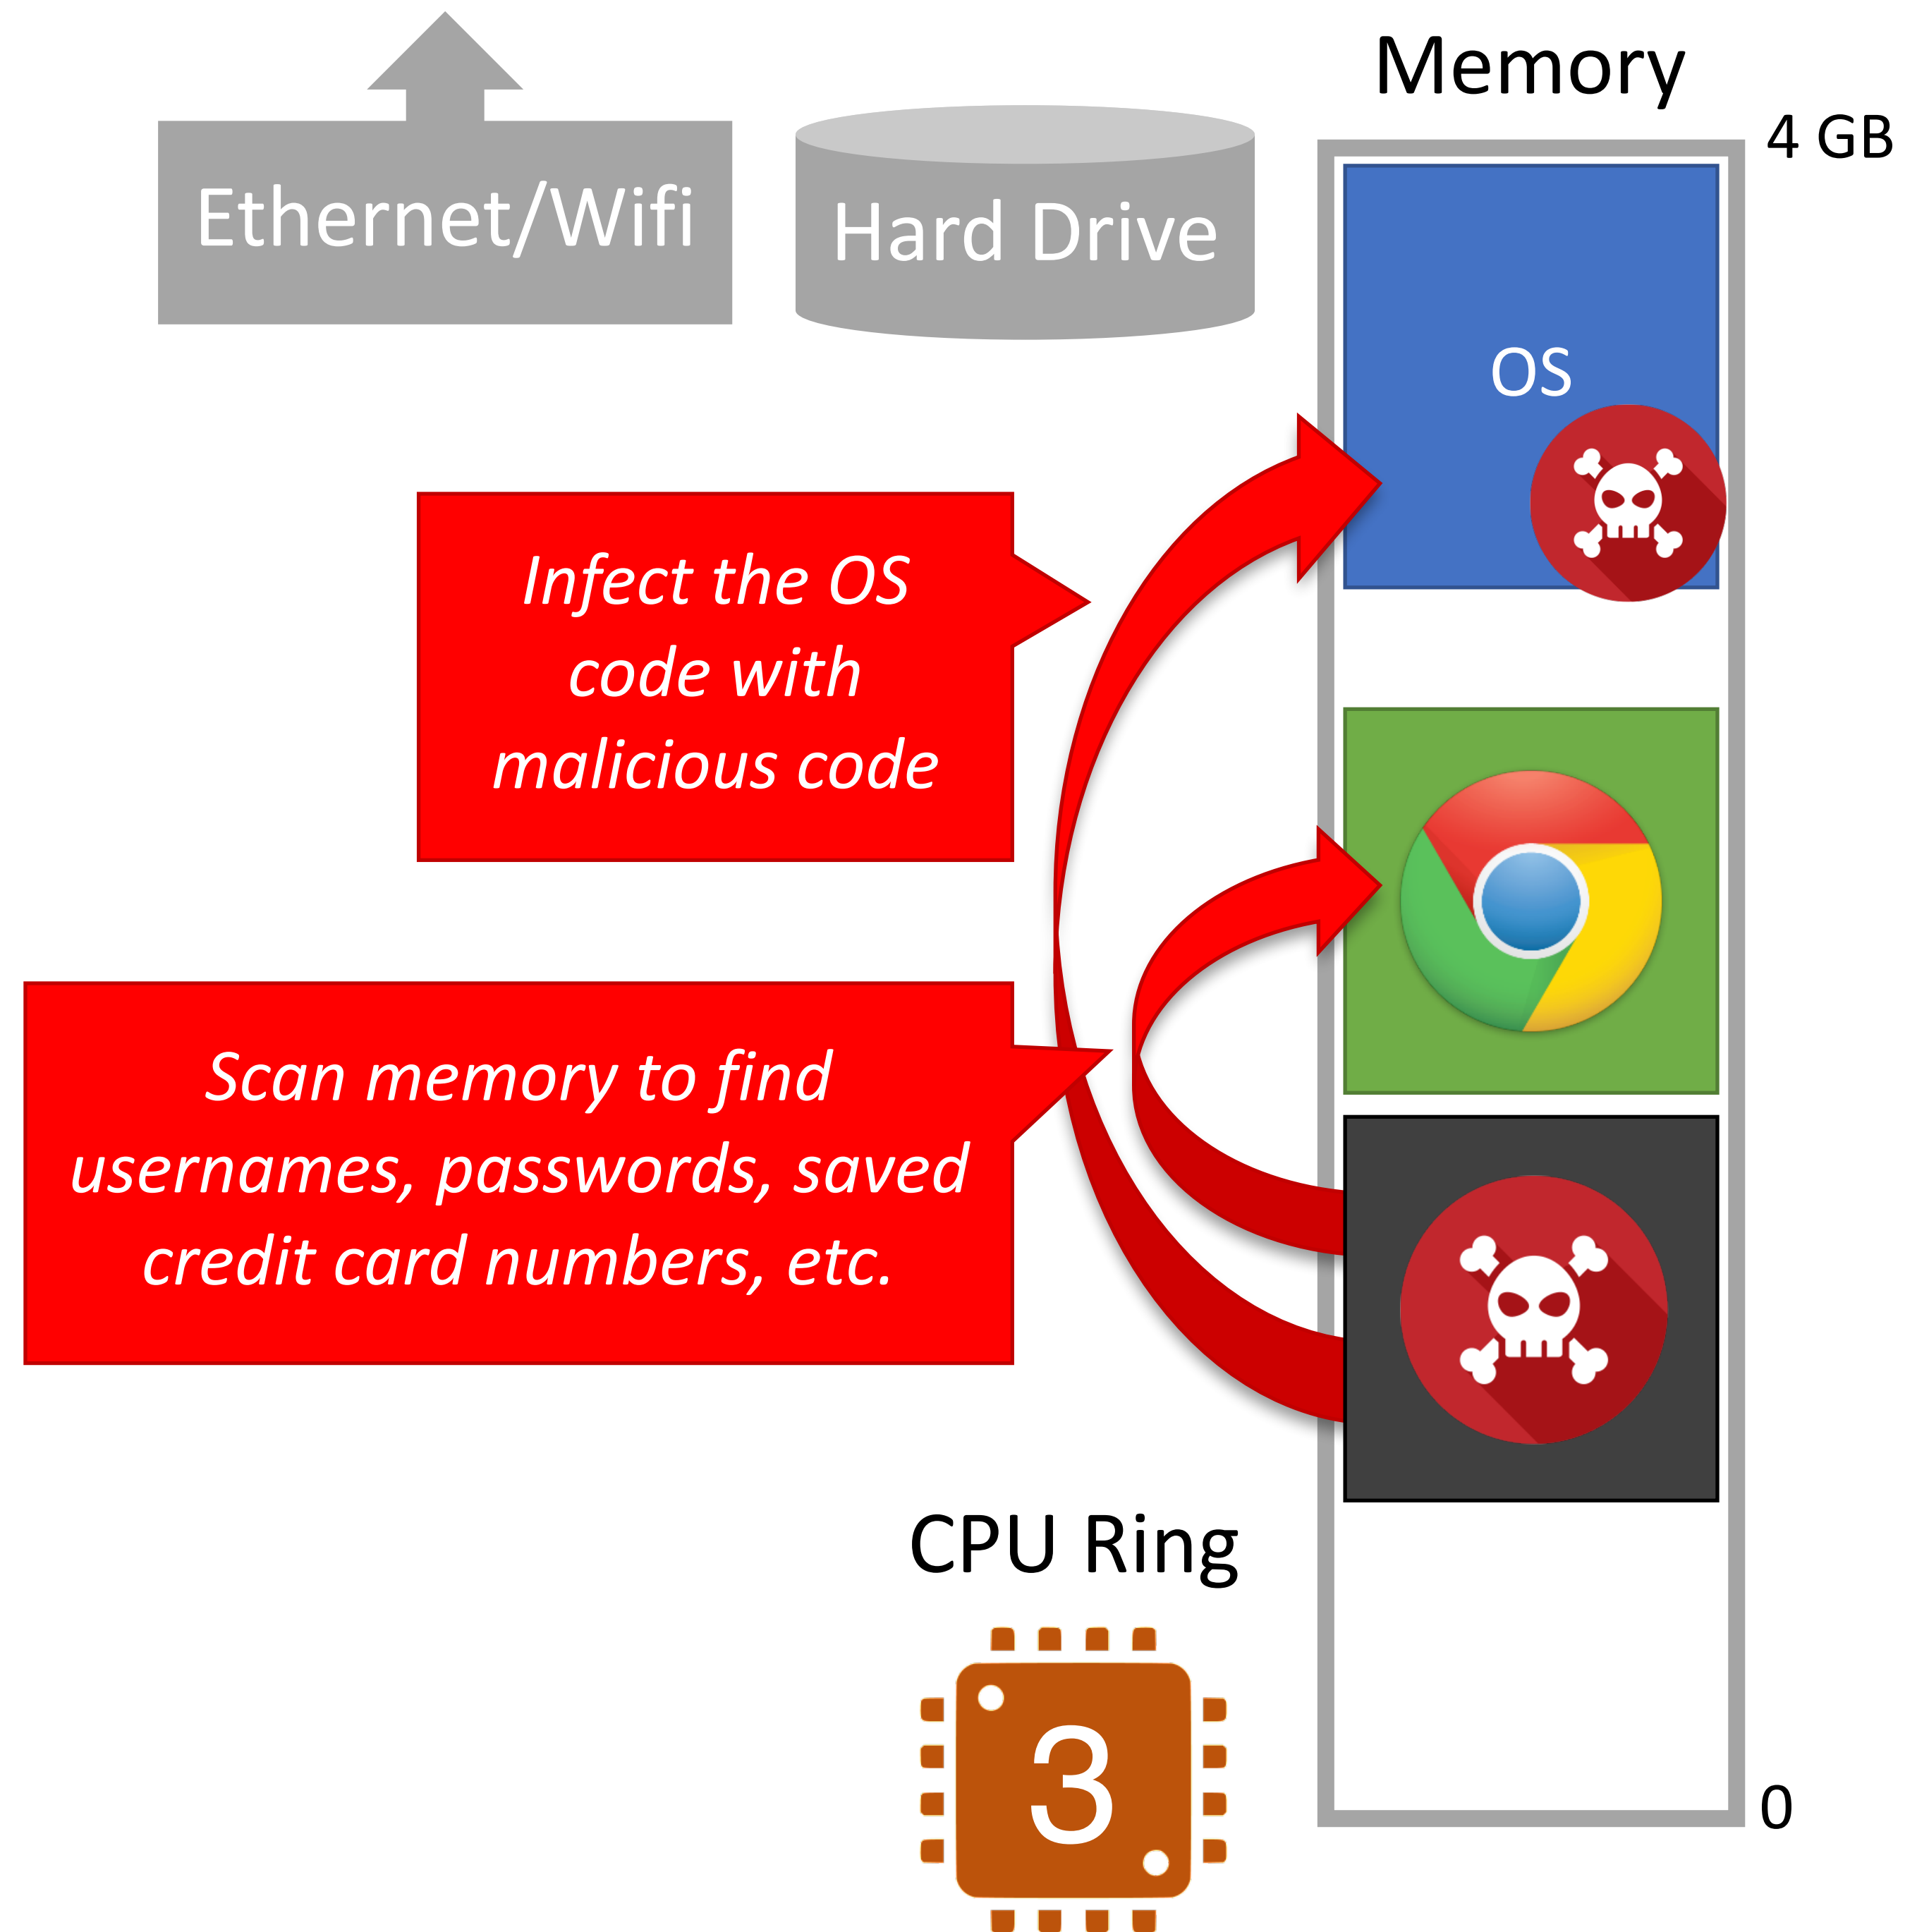 Memory
4 GB
Ethernet/Wifi
Hard Drive
OS
Inject the OS
code with
malicious code
Scan memory to find
usernames, passwords, saved
credit card numbers, etc.
CPU Ring
3
0